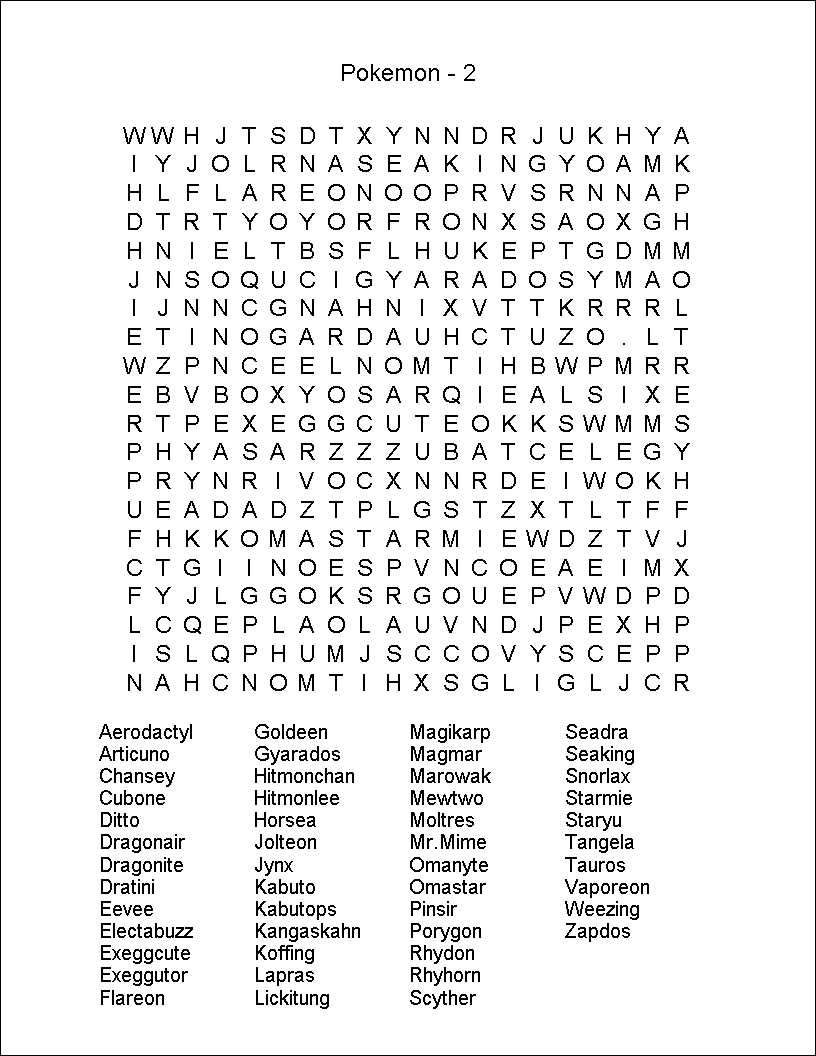 Pokemon - 2
W W H J T S D T X Y N N D R J U K H Y A
I Y J O L R N A S E A K I N G Y O A M K
H L F L A R E O N O O P R V S R N N A P
D T R T Y O Y O R F R O N X S A O X G H
H N I E L T B S F L H U K E P T G D M M
J N S O Q U C I G Y A R A D O S Y M A O
I J N N C G N A H N I X V T T K R R R L
E T I N O G A R D A U H C T U Z O . L T
W Z P N C E E L N O M T I H B W P M R R
E B V B O X Y O S A R Q I E A L S I X E
R T P E X E G G C U T E O K K S W M M S
P H Y A S A R Z Z Z U B A T C E L E G Y
P R Y N R I V O C X N N R D E I W O K H
U E A D A D Z T P L G S T Z X T L T F F
F H K K O M A S T A R M I E W D Z T V J
C T G I I N O E S P V N C O E A E I M X
F Y J L G G O K S R G O U E P V W D P D
L C Q E P L A O L A U V N D J P E X H P
I S L Q P H U M J S C C O V Y S C E P P
N A H C N O M T I H X S G L I G L J C R
Aerodactyl Goldeen Magikarp Seadra
Articuno Gyarados Magmar Seaking
Chansey Hitmonchan Marowak Snorlax
Cubone Hitmonlee Mewtwo Starmie
Ditto Horsea Moltres Staryu
Dragonair Jolteon Mr.Mime Tangela
Dragonite Jynx Omanyte Tauros
Dratini Kabuto Omastar Vaporeon
Eevee Kabutops Pinsir Weezing
Electabuzz Kangaskahn Porygon Zapdos
Exeggcute Koffing Rhydon
Exeggutor Lapras Rhyhorn
Flareon Lickitung Scyther